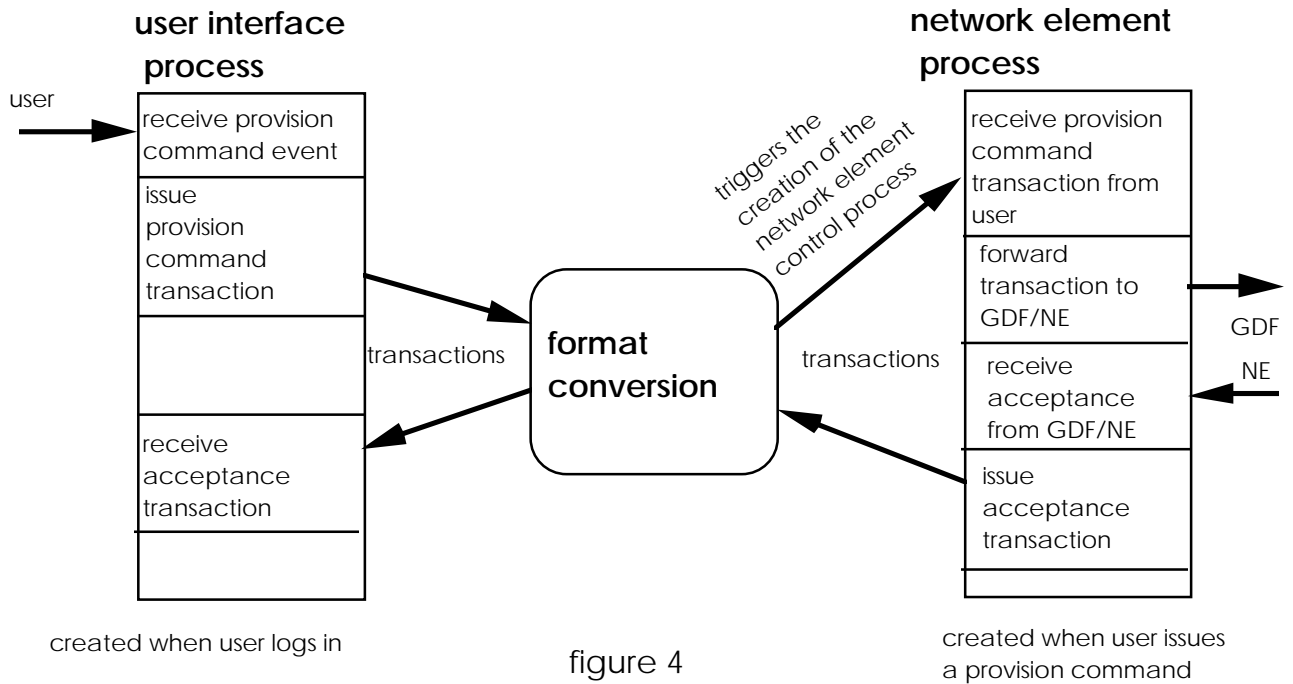 user interface
process
user
receive provision
command event
issue
provision
command
transaction
transactions
receive
acceptance
transaction
created when user logs in
format
conversion
triggers the
creation of the
network element
control process
transactions
network element
process
receive provision
command
transaction from
user
forward
transaction to
GDF/NE
GDF
NE
receive
acceptance
from GDF/NE
issue
acceptance
transaction
created when user issues
a provision command
figure 4